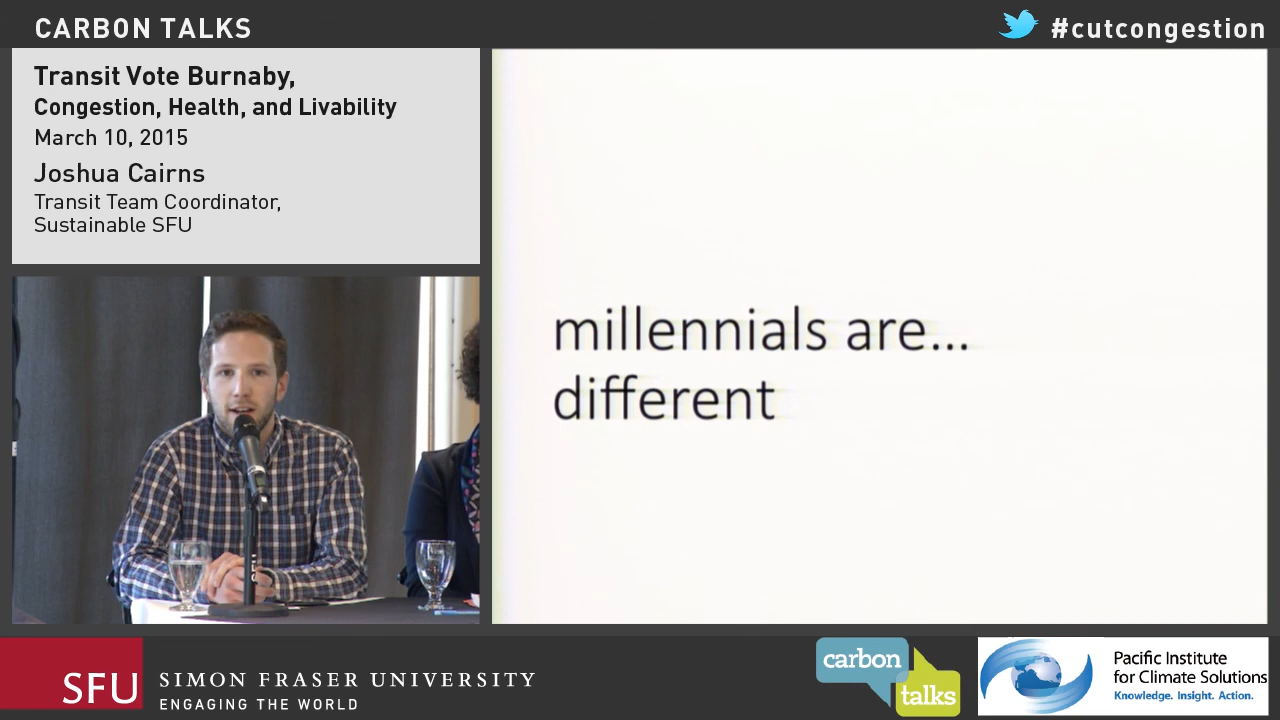 CARBON TALKS
#cutcongestion
Transit Vote Burnaby,
Congestion, Health, and Livability
March 10, 2015
Joshua Cairns
Transit Team Coordinator,
Sustainable SFU
millennials are...
different
SFU
SIMON FRASER UNIVERSITY
ENGAGING THE WORLD
carbon
talks
Pacific Institute
for Climate Solutions
Knowledge. Insight. Action.